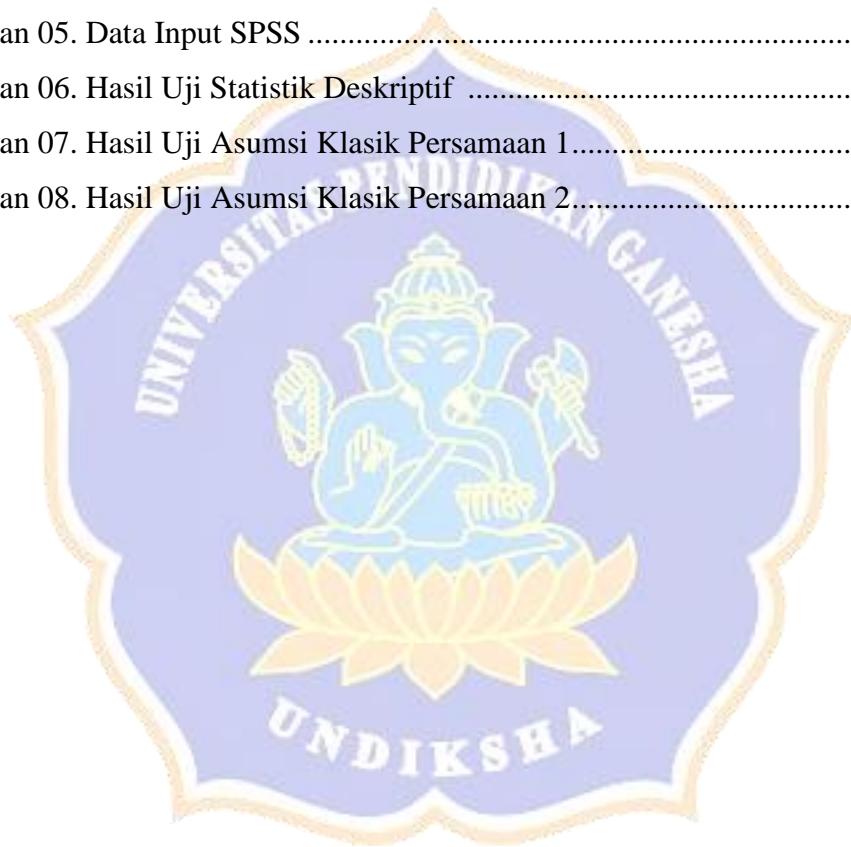 an 05. Data Input SPSS ..................................................................
an 06. Hasil Uji Statistik Deskriptif ..............................................
an 07. Hasil Uji Asumsi Klasik Persamaan 1..................................
an 08. Hasil Uji Asumsi Klasik Persamaan 2..................................
UNIVERSITAS PENDIDIKAN GANESHA
UNDIKSHA